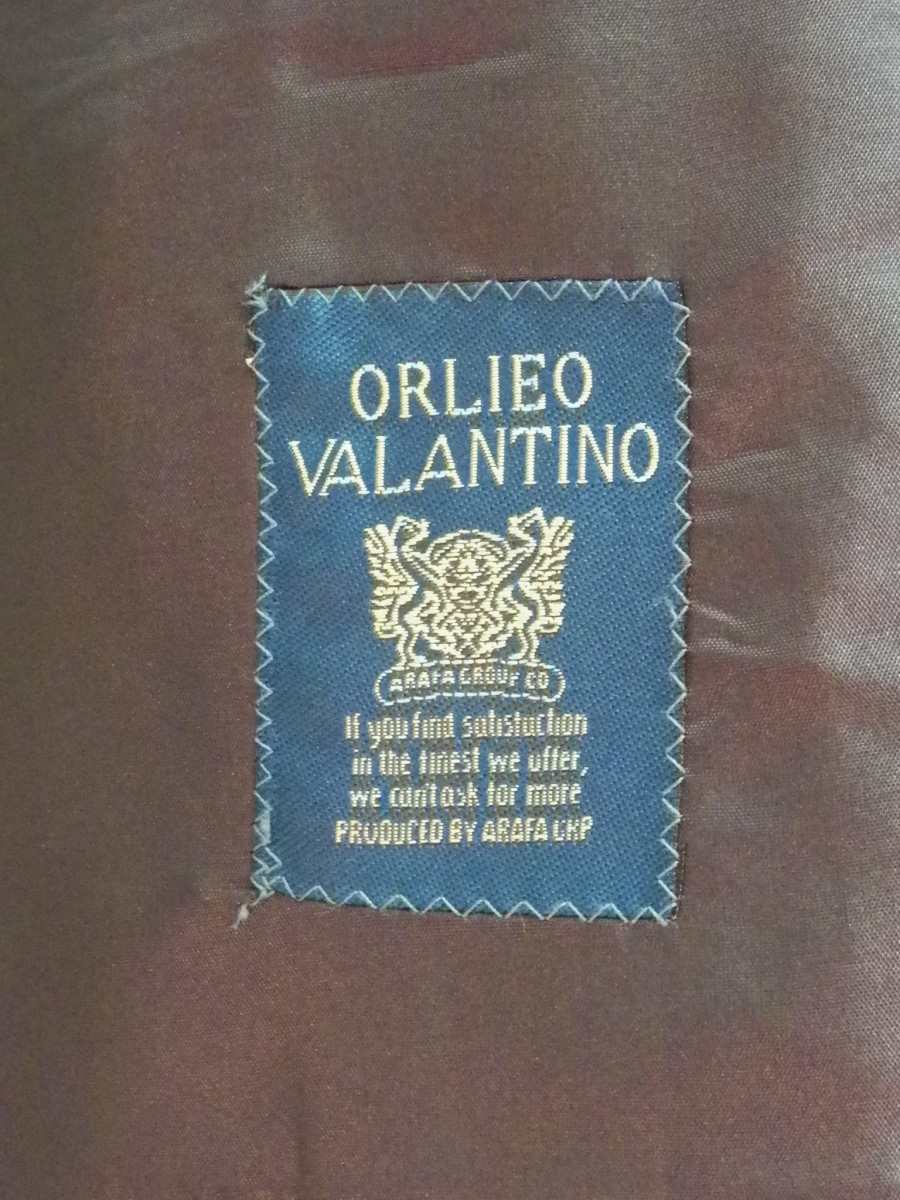 ORLIEO
VALANTINO
ARAFA GROUP CO
If you find satisfaction
in the finest we offer,
we can't ask for more
PRODUCED BY ARAFA GRP